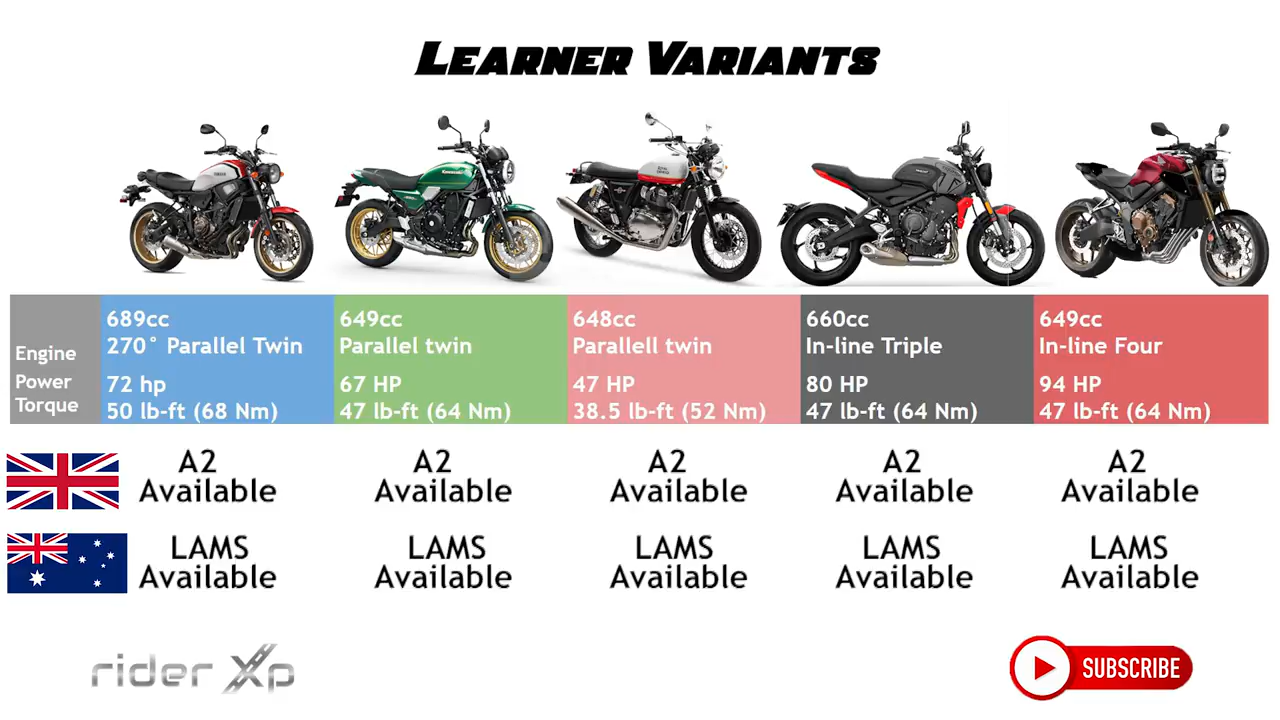 LEARNER VARIANTS
Engine
Power
Torque
689cc
270° Parallel Twin
72 hp
50 lb-ft (68 Nm)
649cc
Parallel twin
67 HP
47 lb-ft (64 Nm)
648cc
Parallell twin
47 HP
38.5 lb-ft (52 Nm)
660cc
In-line Triple
80 HP
47 lb-ft (64 Nm)
649cc
In-line Four
94 HP
47 lb-ft (64 Nm)
A2
Available
A2
Available
A2
Available
A2
Available
A2
Available
LAMS
Available
LAMS
Available
LAMS
Available
LAMS
Available
LAMS
Available
rider Xp
SUBSCRIBE